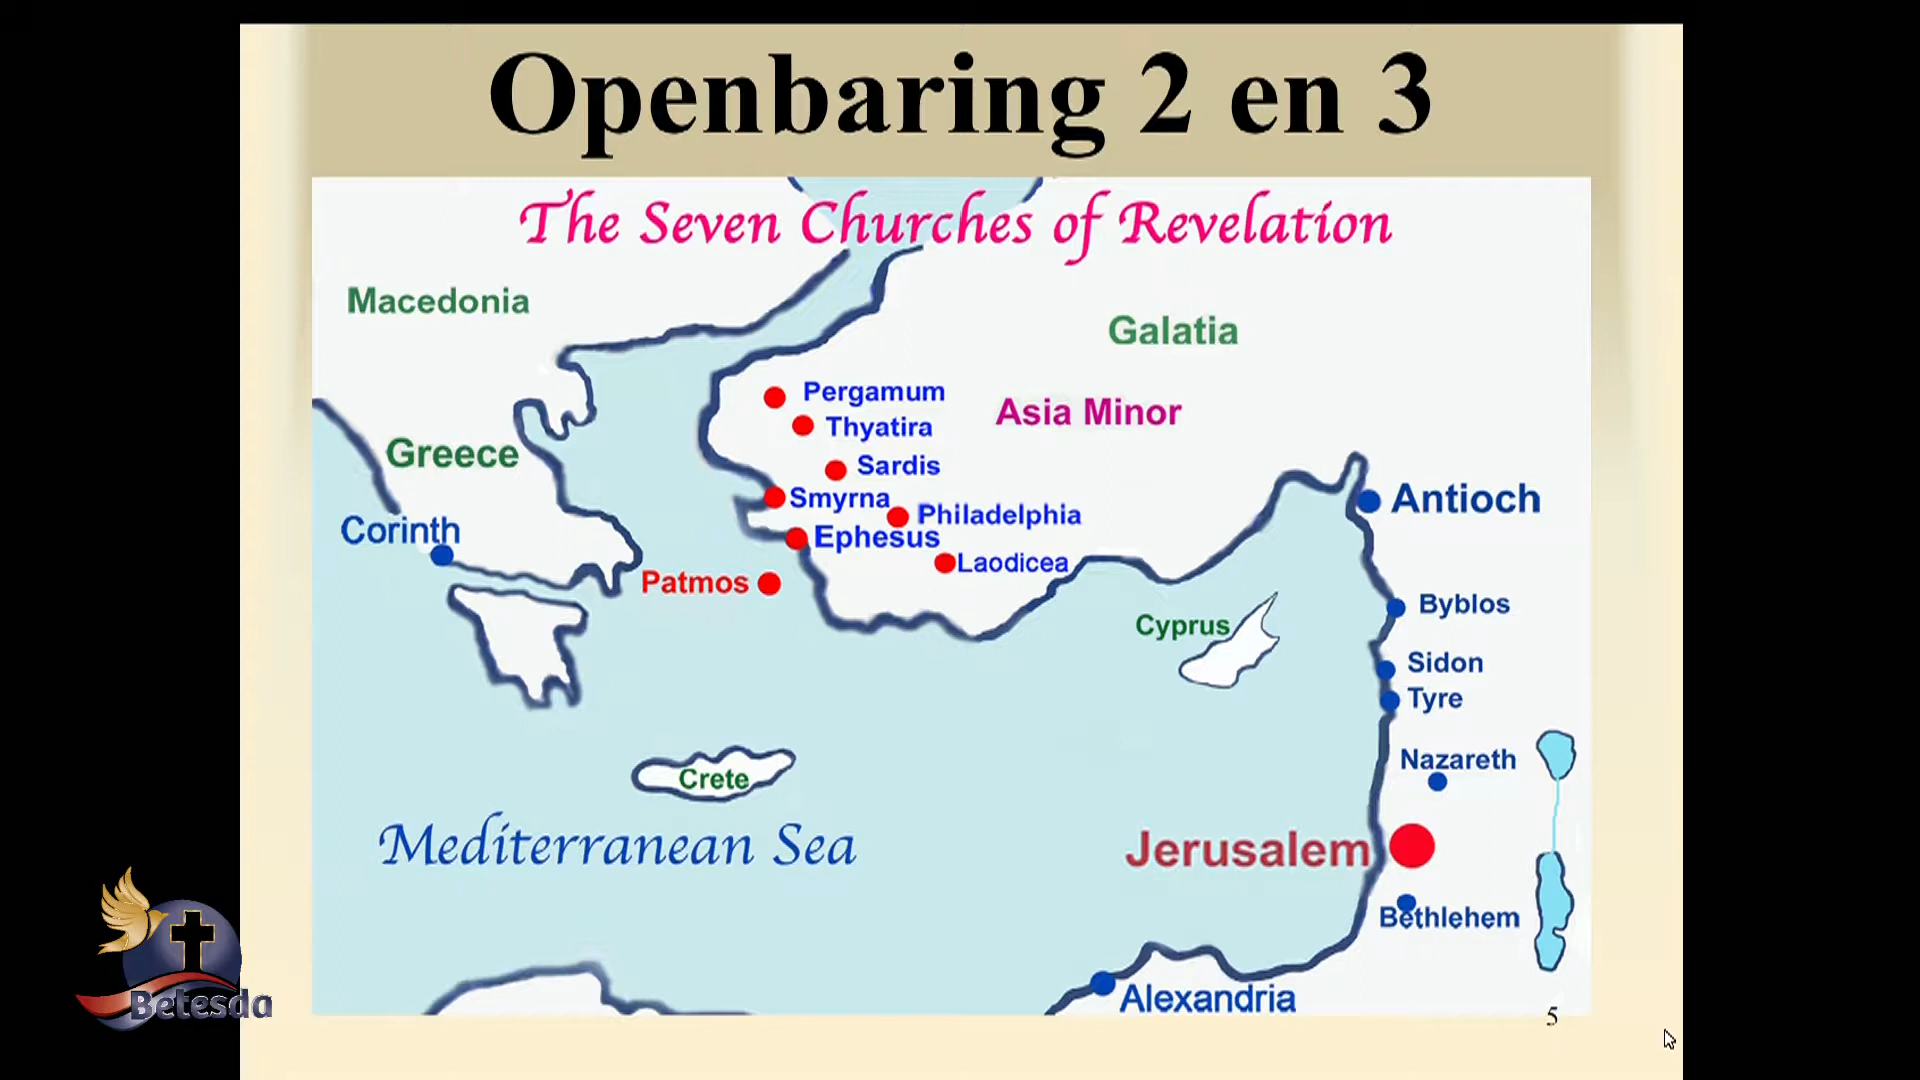 Openbaring 2 en 3
The Seven Churches of Revelation
Macedonia
Galatia
Pergamum
Asia Minor
Thyatira
Greece
Sardis
Smyrna
Antioch
Philadelphia
Corinth
Ephesus
Laodicea
Patmos
Byblos
Cyprus
Sidon
Tyre
Nazareth
Crete
Mediterranean Sea
Jerusalem
Bethlehem
Alexandria
Betesda
5